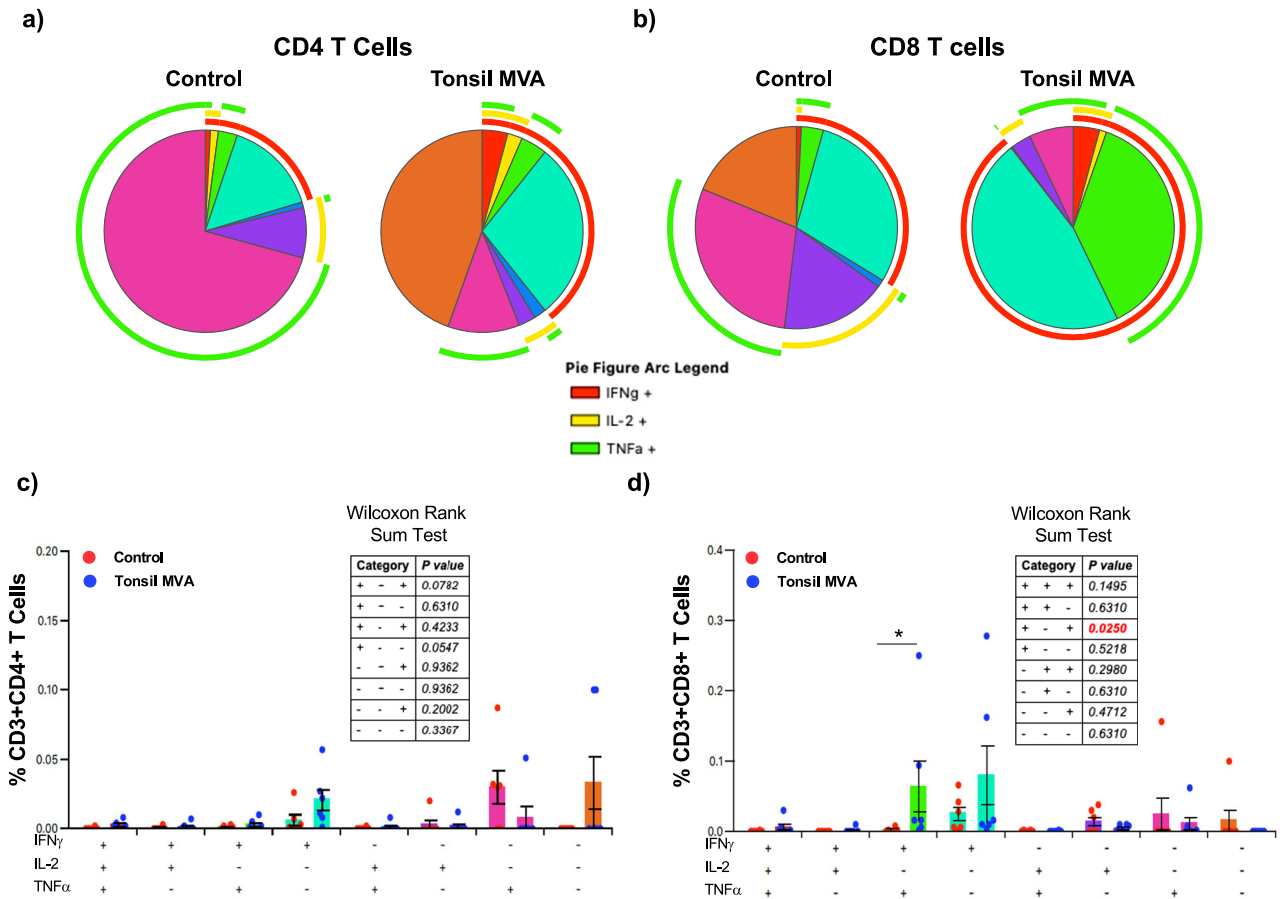 a)
b)
CD4 T Cells
CD8 T cells
Control
Tonsil MVA
Control
Tonsil MVA
Pie Figure Arc Legend
IFNg +
IL-2 +
TNFa +
c)
d)
Wilcoxon Rank
Sum Test
Control
Tonsil MVA
Category P value
+ - + 0.0782
+ - - 0.6310
+ - + 0.4233
+ - - 0.0547
- - + 0.9362
- - - 0.9362
- - + 0.2002
- - - 0.3367
% CD3+CD4+ T Cells
0.20
0.15
0.10
0.05
0.00
IFNγ + + + + - - - -
IL-2 + + - - + + - -
TNFα + - + - + - + -
Wilcoxon Rank
Sum Test
Control
Tonsil MVA
Category P value
+ + + 0.1495
+ + - 0.6310
+ - + 0.0250
+ - - 0.5218
- + + 0.2980
- + - 0.6310
- - + 0.4712
- - - 0.6310
*
% CD3+CD8+ T Cells
0.4
0.3
0.2
0.1
0.0
IFNγ + + + + - - - -
IL-2 + + - - + + - -
TNFα + - + - + - + -